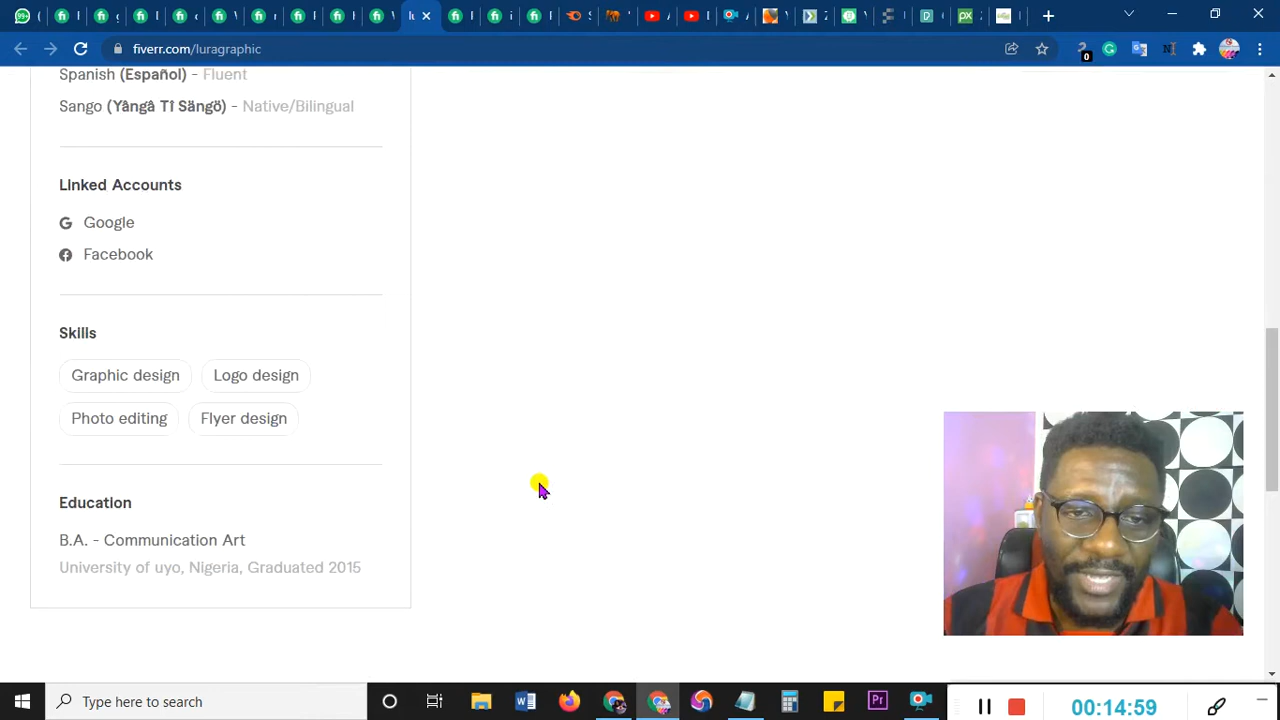 99+
fiverr.com/luragraphic
0
Spanish (Español) - Fluent
Sango (Yângâ Tî Sängö) - Native/Bilingual
Linked Accounts
Google
Facebook
Skills
Graphic design Logo design
Photo editing Flyer design
Education
B.A. - Communication Art
University of uyo, Nigeria, Graduated 2015
Type here to search
00:14:59